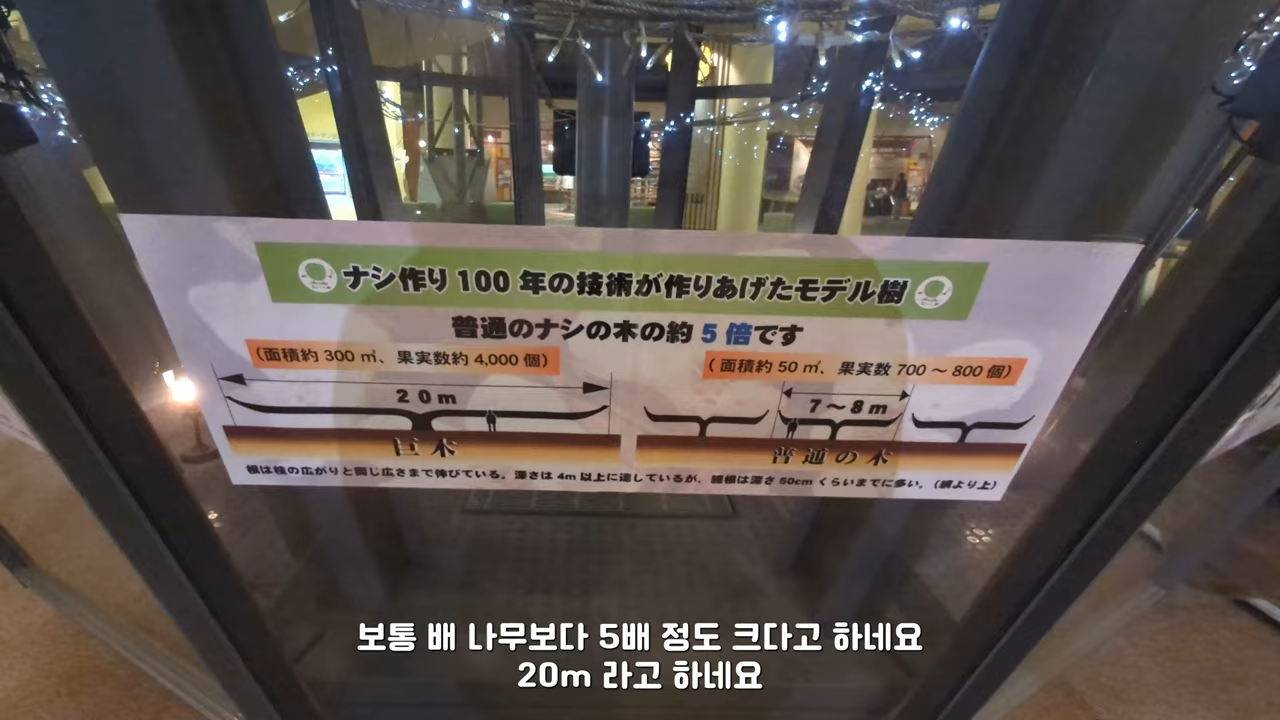 ナシ作り 100 年の技術が作りあげたモデル樹
普通のナシの木の約 5 倍です
（面積約 300 ㎡、果実数約 4,000 個）
（面積約 50 ㎡、果実数 700 ～ 800 個）
20m
7～8m
巨木
普通の木
根は枝の広がりと同じ広さまで伸びている。深さは 4m 以上に達しているが、細根は深さ 50cm くらいまでに多い。
보통 배 나무보다 5배 정도 크다고 하네요
20m 라고 하네요